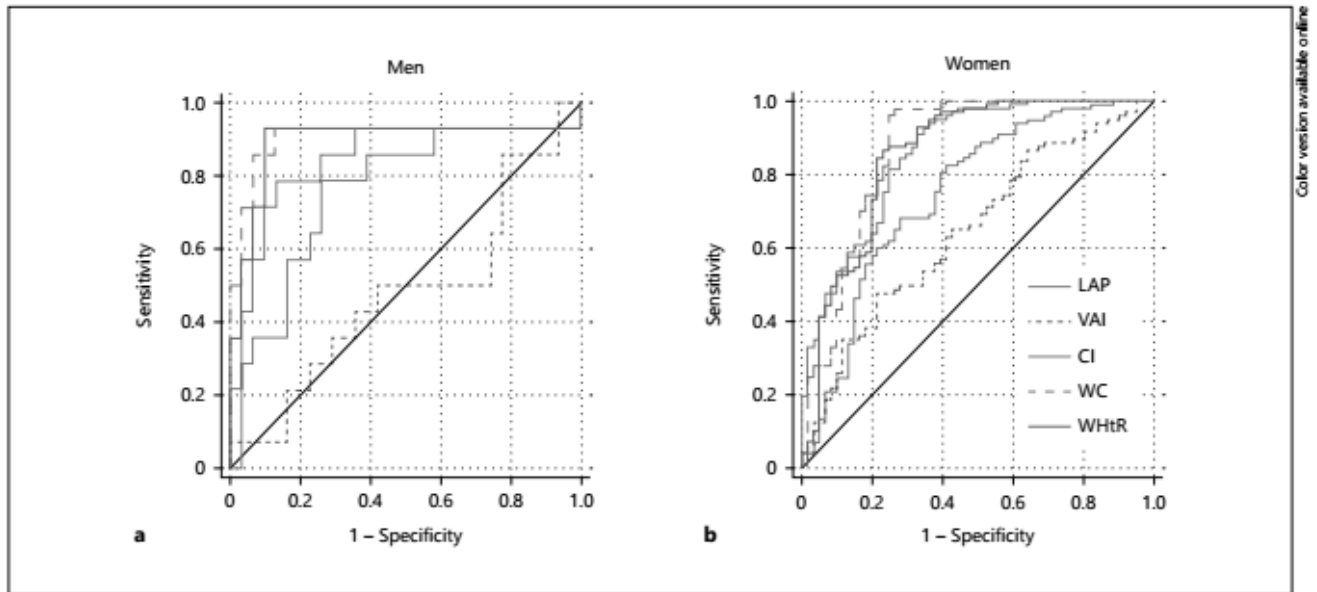 Color version available online
Men
1.0
0.8
0.6
0.4
0.2
0
Sensitivity
0 0.2 0.4 0.6 0.8 1.0
1 – Specificity
a
Women
1.0
0.8
0.6
0.4
0.2
0
Sensitivity
LAP
VAI
CI
WC
WHtR
0 0.2 0.4 0.6 0.8 1.0
1 – Specificity
b